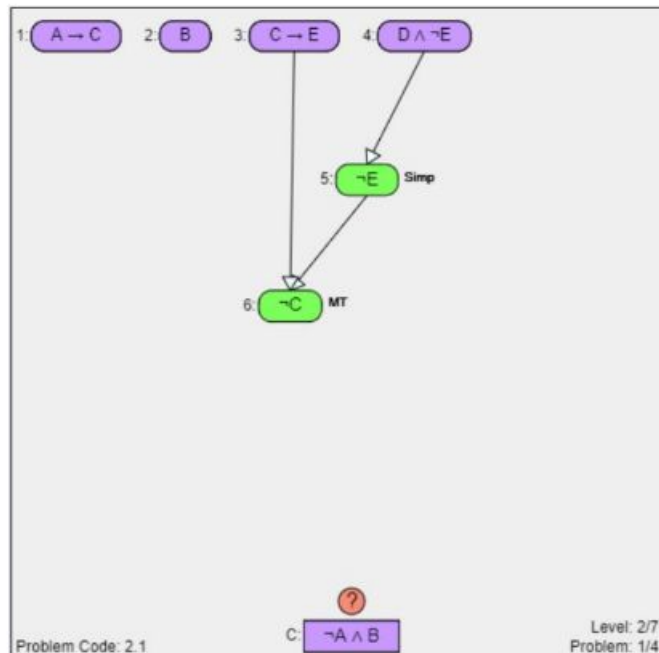 1: A → C 2: B 3: C → E 4: D ∧ ¬E
5: ¬E Simp
6: ¬C MT
?
C: ¬A ∧ B
Level: 2/7
Problem Code: 2.1 Problem: 1/4